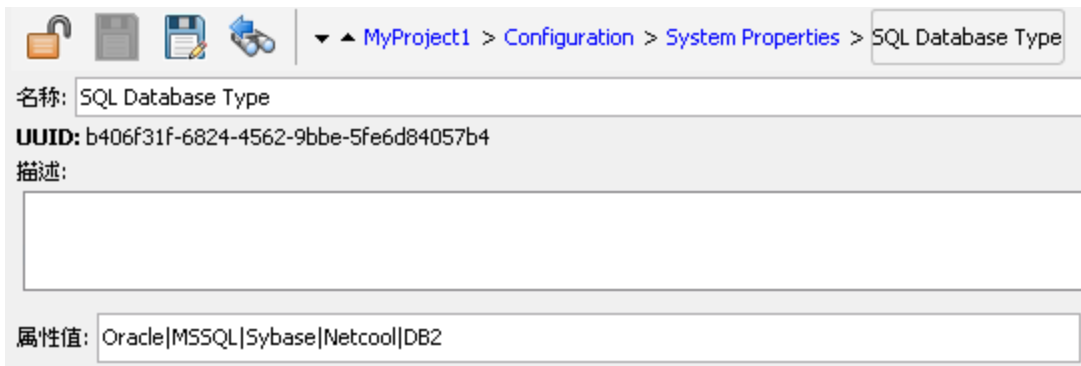 MyProject1 > Configuration > System Properties > SQL Database Type
名称: SQL Database Type
UUID: b406f31f-6824-4562-9bbe-5fe6d84057b4
描述:
属性值: Oracle|MSSQL|Sybase|Netcool|DB2